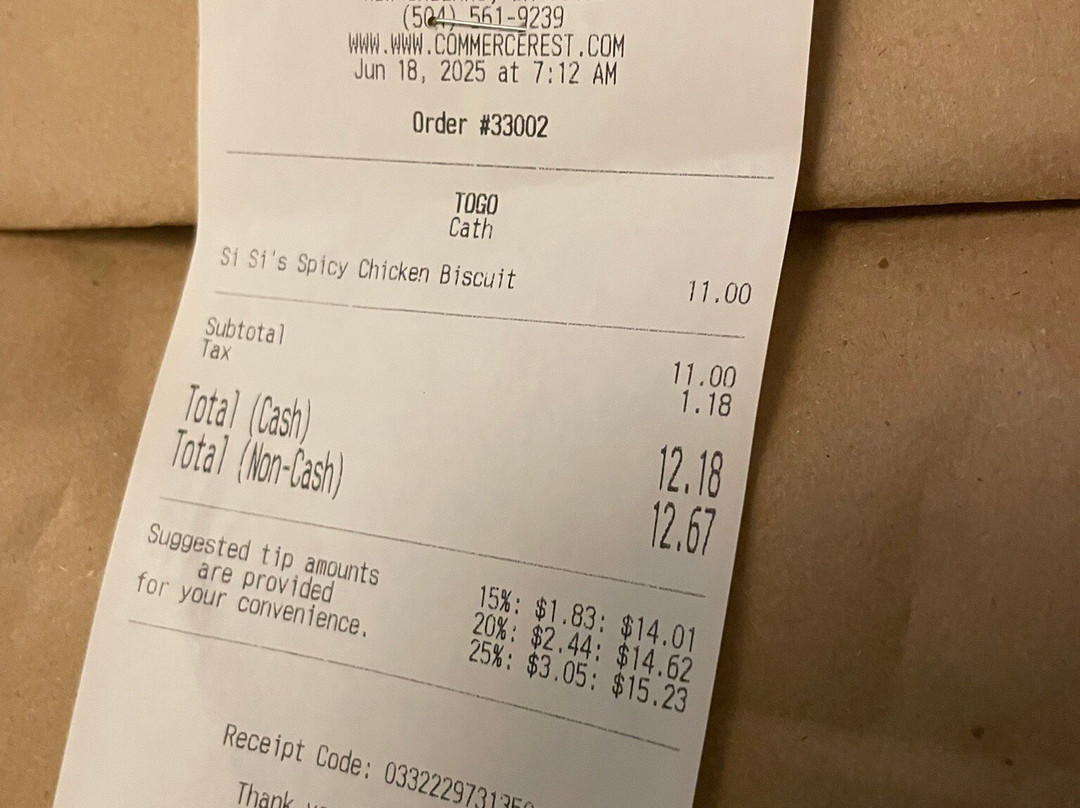 (504) 561-9239
WWW.WWW.COMMERCEREST.COM
Jun 18, 2025 at 7:12 AM
Order #33002
TOGO
Cath
Si Si's Spicy Chicken Biscuit 11.00
Subtotal 11.00
Tax 1.18
Total (Cash) 12.18
Total (Non-Cash) 12.67
Suggested tip amounts
are provided
for your convenience.
15%: $1.83: $14.01
20%: $2.44: $14.62
25%: $3.05: $15.23
Receipt Code:
Thank